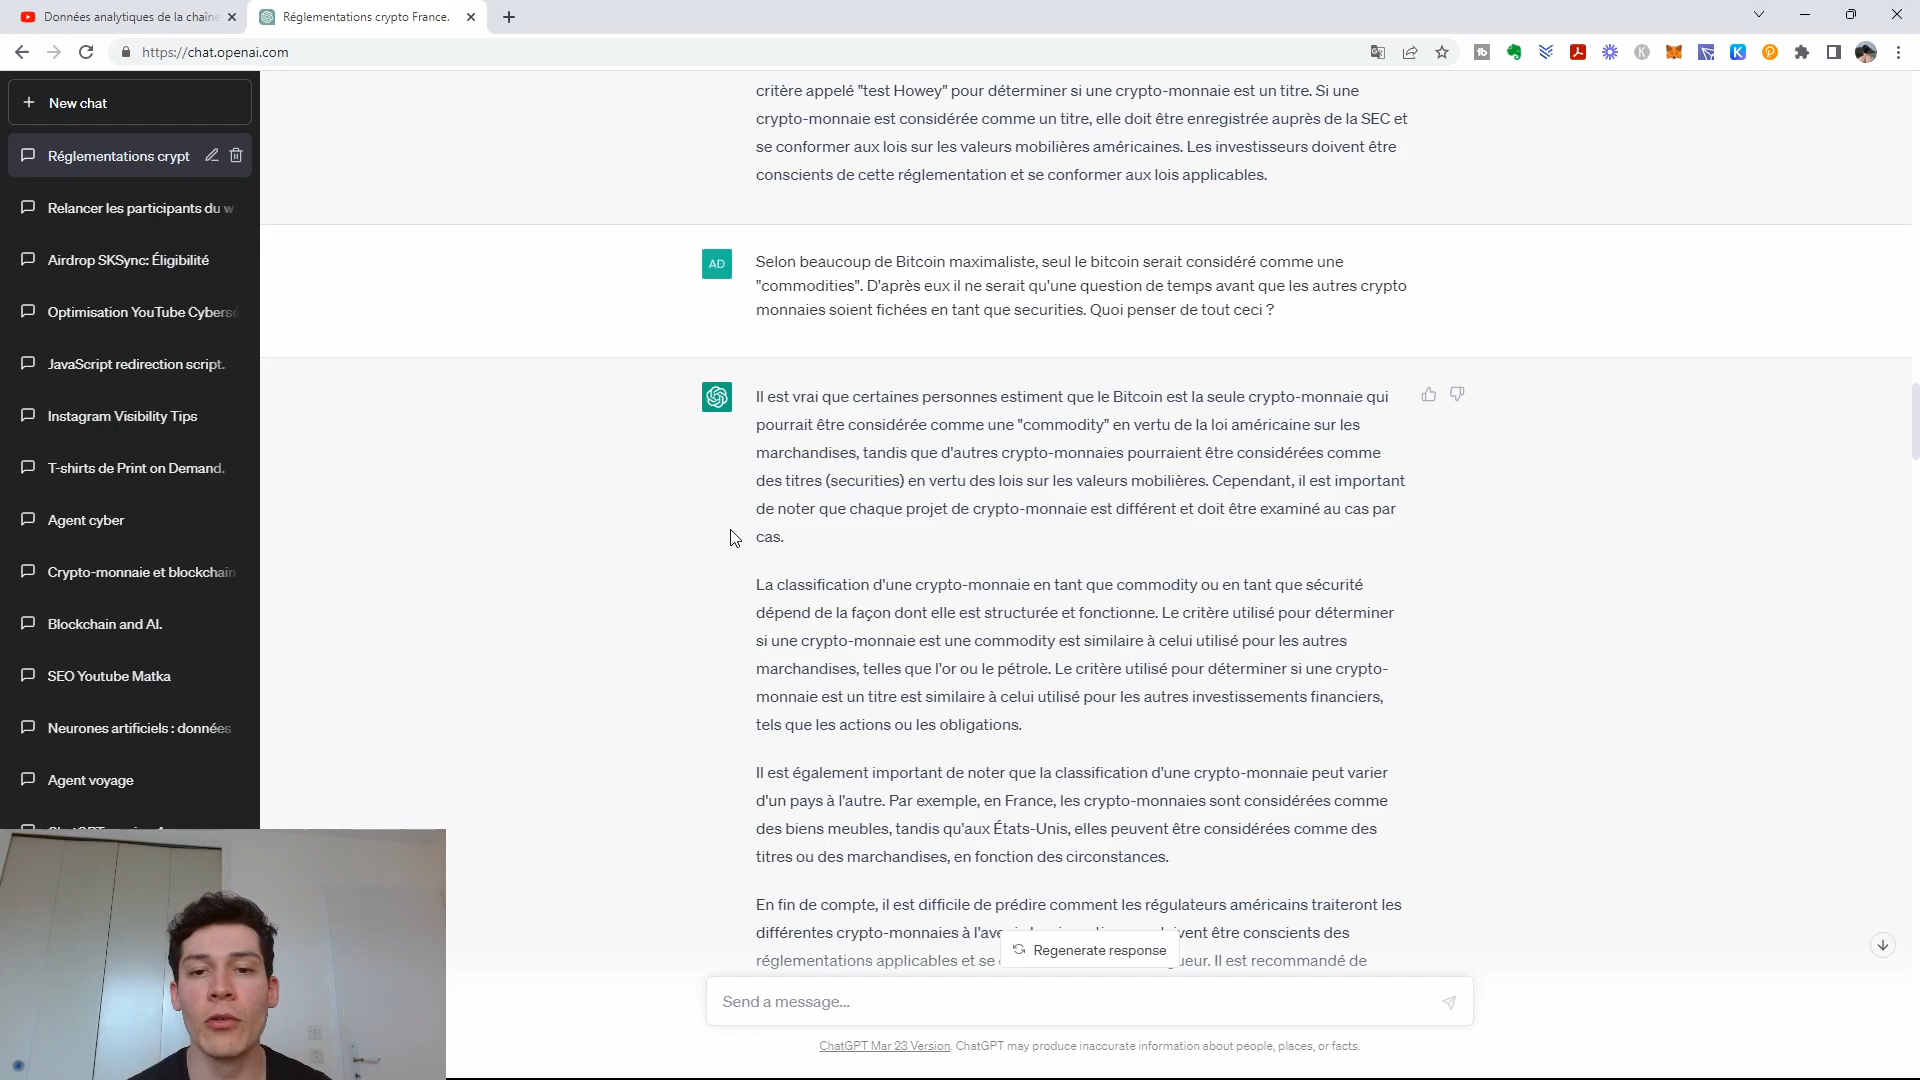 Données analytiques de la chaîne
Réglementations crypto France.
https://chat.openai.com
New chat
Réglementations crypt
Relancer les participants du w
Airdrop SKSync: Éligibilité
Optimisation YouTube Cybersé
JavaScript redirection script.
Instagram Visibility Tips
T-shirts de Print on Demand.
Agent cyber
Crypto-monnaie et blockchain
Blockchain and AI.
SEO Youtube Matka
Neurones artificiels : données
Agent voyage
critère appelé "test Howey" pour déterminer si une crypto-monnaie est un titre. Si une
crypto-monnaie est considérée comme un titre, elle doit être enregistrée auprès de la SEC et
se conformer aux lois sur les valeurs mobilières américaines. Les investisseurs doivent être
conscients de cette réglementation et se conformer aux lois applicables.
AD
Selon beaucoup de Bitcoin maximaliste, seul le bitcoin serait considéré comme une
"commodities". D'après eux il ne serait qu'une question de temps avant que les autres crypto
monnaies soient fichées en tant que securities. Quoi penser de tout ceci ?
Il est vrai que certaines personnes estiment que le Bitcoin est la seule crypto-monnaie qui
pourrait être considérée comme une "commodity" en vertu de la loi américaine sur les
marchandises, tandis que d'autres crypto-monnaies pourraient être considérées comme
des titres (securities) en vertu des lois sur les valeurs mobilières. Cependant, il est important
de noter que chaque projet de crypto-monnaie est différent et doit être examiné au cas par
cas.
La classification d'une crypto-monnaie en tant que commodity ou en tant que sécurité
dépend de la façon dont elle est structurée et fonctionne. Le critère utilisé pour déterminer
si une crypto-monnaie est une commodity est similaire à celui utilisé pour les autres
marchandises, telles que l'or ou le pétrole. Le critère utilisé pour déterminer si une crypto-
monnaie est un titre est similaire à celui utilisé pour les autres investissements financiers,
tels que les actions ou les obligations.
Il est également important de noter que la classification d'une crypto-monnaie peut varier
d'un pays à l'autre. Par exemple, en France, les crypto-monnaies sont considérées comme
des biens meubles, tandis qu'aux États-Unis, elles peuvent être considérées comme des
titres ou des marchandises, en fonction des circonstances.
En fin de compte, il est difficile de prédire comment les régulateurs américains traiteront les
différentes crypto-monnaies à l'ave vent être conscients des
réglementations applicables et se ueur. Il est recommandé de
Regenerate response
Send a message...
ChatGPT Mar 23 Version. ChatGPT may produce inaccurate information about people, places, or facts.